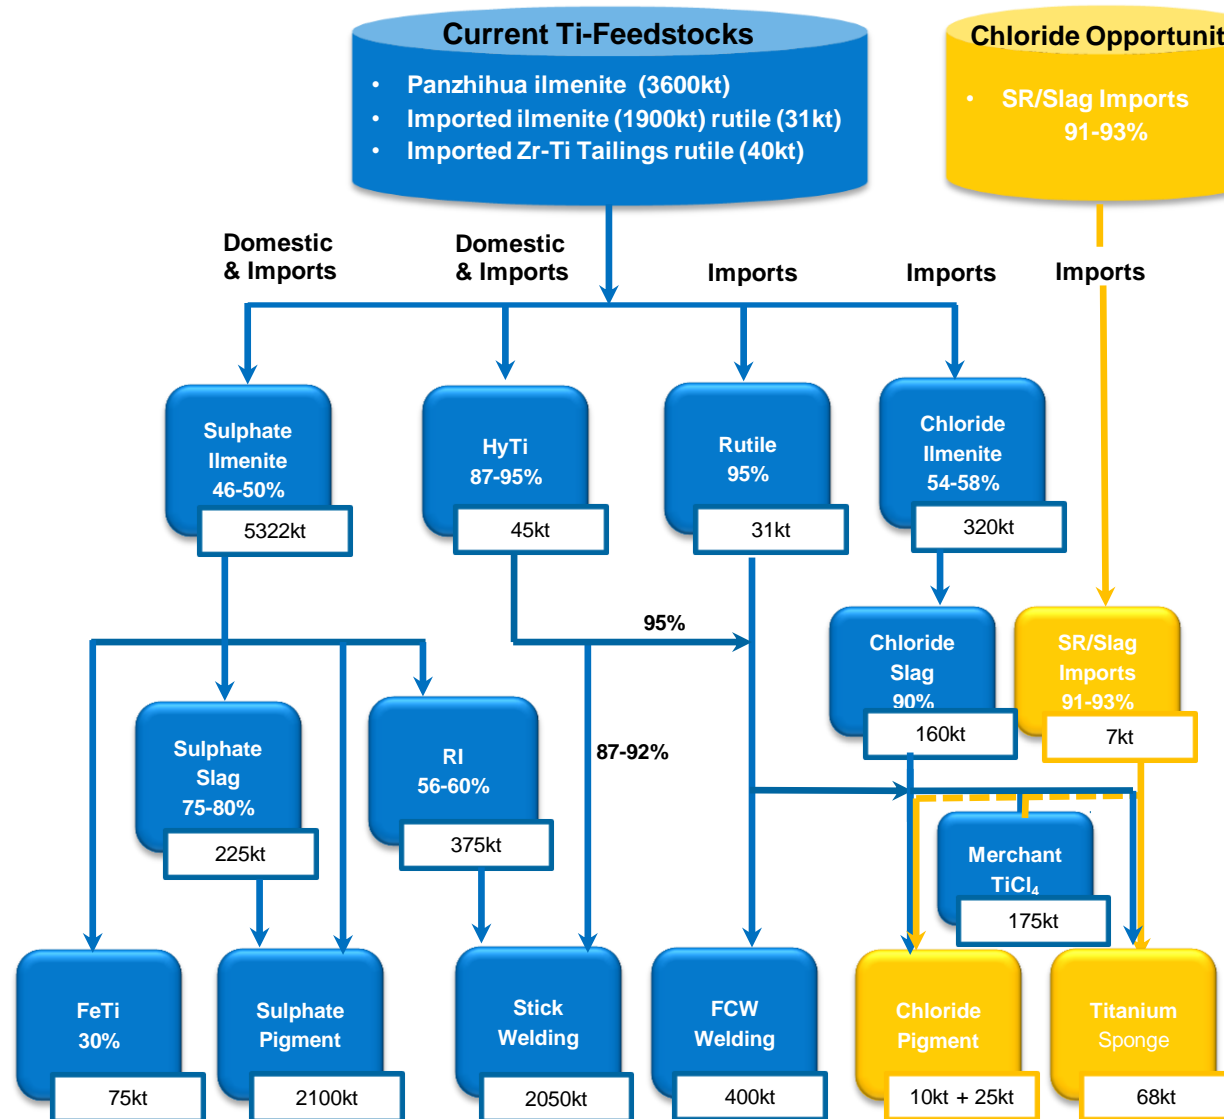 Current Ti-Feedstocks
• Panzhihua ilmenite (3600kt)
• Imported ilmenite (1900kt) rutile (31kt)
• Imported Zr-Ti Tailings rutile (40kt)
Chloride Opportunit
• SR/Slag Imports
91-93%
Domestic
& Imports
Domestic
& Imports
Imports
Imports
Imports
Sulphate
Ilmenite
46-50%
5322kt
HyTi
87-95%
45kt
Rutile
95%
31kt
Chloride
Ilmenite
54-58%
320kt
95%
87-92%
Chloride
Slag
90%
160kt
SR/Slag
Imports
91-93%
7kt
Sulphate
Slag
75-80%
225kt
RI
56-60%
375kt
Merchant
TiCl₄
175kt
FeTi
30%
75kt
Sulphate
Pigment
2100kt
Stick
Welding
2050kt
FCW
Welding
400kt
Chloride
Pigment
10kt + 25kt
Titanium
Sponge
68kt